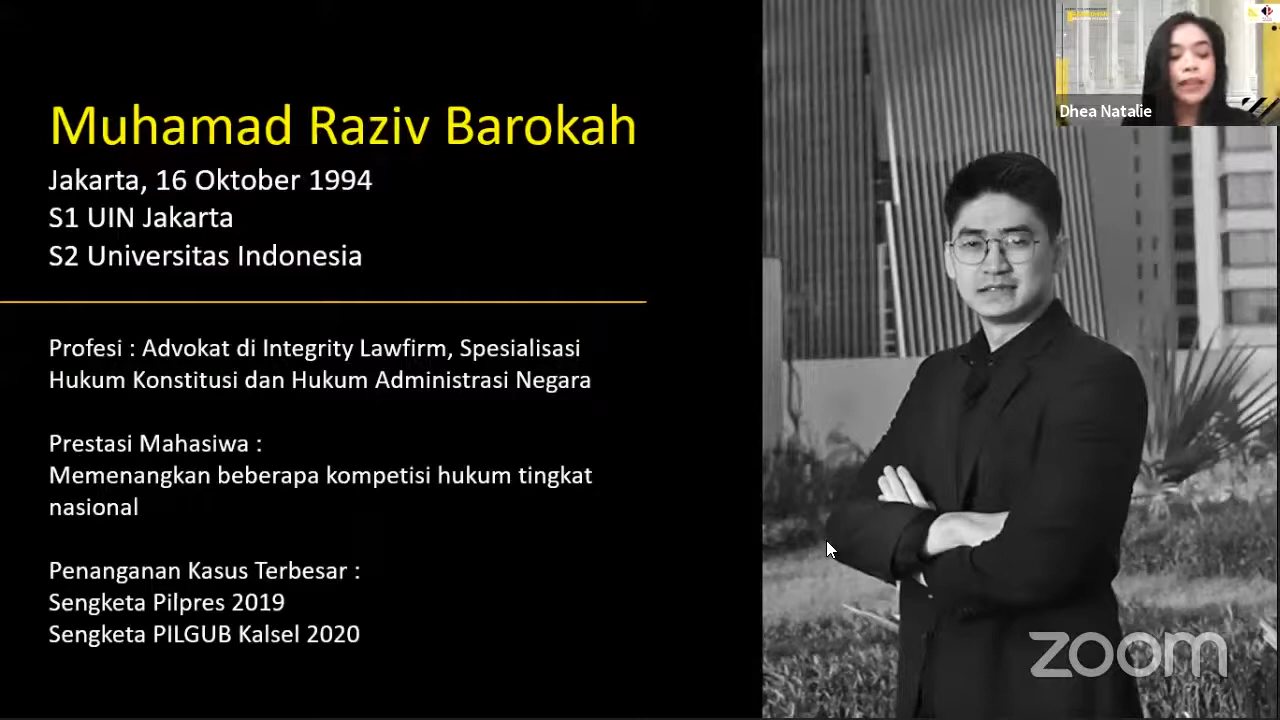 Muhamad Raziv Barokah
Jakarta, 16 Oktober 1994
S1 UIN Jakarta
S2 Universitas Indonesia
Profesi : Advokat di Integrity Lawfirm, Spesialisasi
Hukum Konstitusi dan Hukum Administrasi Negara
Prestasi Mahasiwa :
Memenangkan beberapa kompetisi hukum tingkat
nasional
Penanganan Kasus Terbesar :
Sengketa Pilpres 2019
Sengketa PILGUB Kalsel 2020
Dhea Natalie
zoom